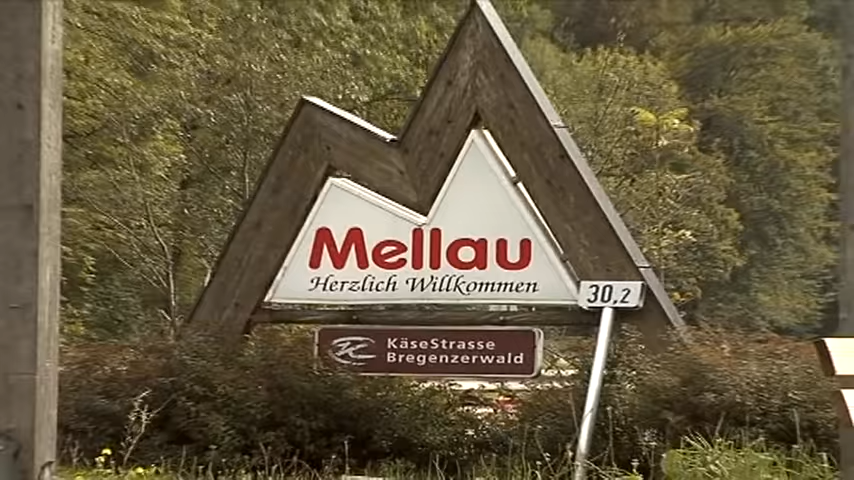 Mellau
Herzlich Willkommen
30,2
KäseStrasse
Bregenzerwald